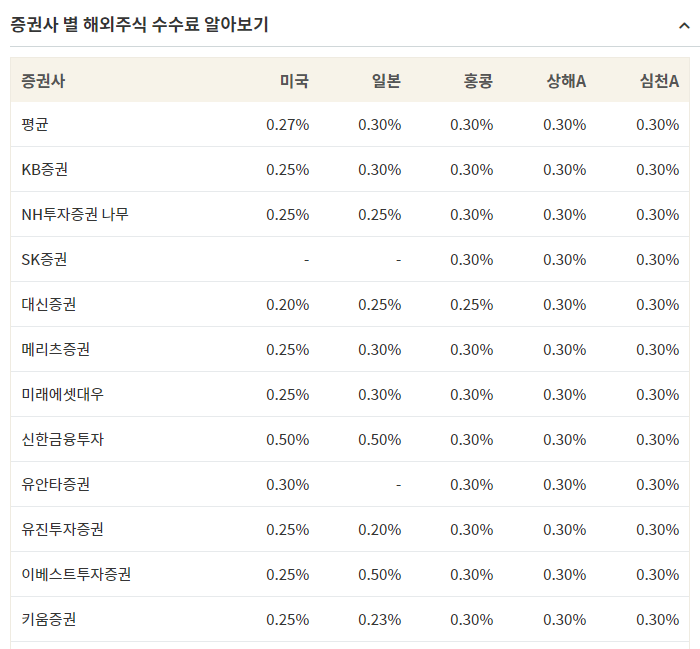 증권사 별 해외주식 수수료 알아보기
증권사 미국 일본 홍콩 상해A 심천A
평균 0.27% 0.30% 0.30% 0.30% 0.30%
KB증권 0.25% 0.30% 0.30% 0.30% 0.30%
NH투자증권 나무 0.25% 0.25% 0.30% 0.30% 0.30%
SK증권 - - 0.30% 0.30% 0.30%
대신증권 0.20% 0.25% 0.25% 0.30% 0.30%
메리츠증권 0.25% 0.30% 0.30% 0.30% 0.30%
미래에셋대우 0.25% 0.30% 0.30% 0.30% 0.30%
신한금융투자 0.50% 0.50% 0.30% 0.30% 0.30%
유안타증권 0.30% - 0.30% 0.30% 0.30%
유진투자증권 0.25% 0.20% 0.30% 0.30% 0.30%
이베스트투자증권 0.25% 0.50% 0.30% 0.30% 0.30%
키움증권 0.25% 0.23% 0.30% 0.30% 0.30%